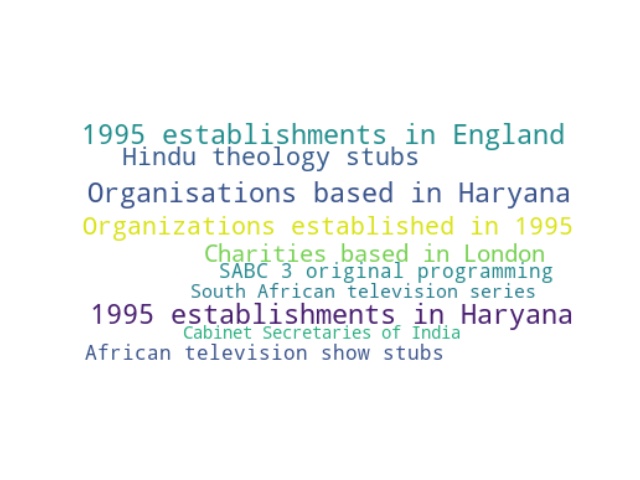 1995 establishments in England
Hindu theology stubs
Organisations based in Haryana
Organizations established in 1995
Charities based in London
SABC 3 original programming
South African television series
1995 establishments in Haryana
Cabinet Secretaries of India
African television show stubs